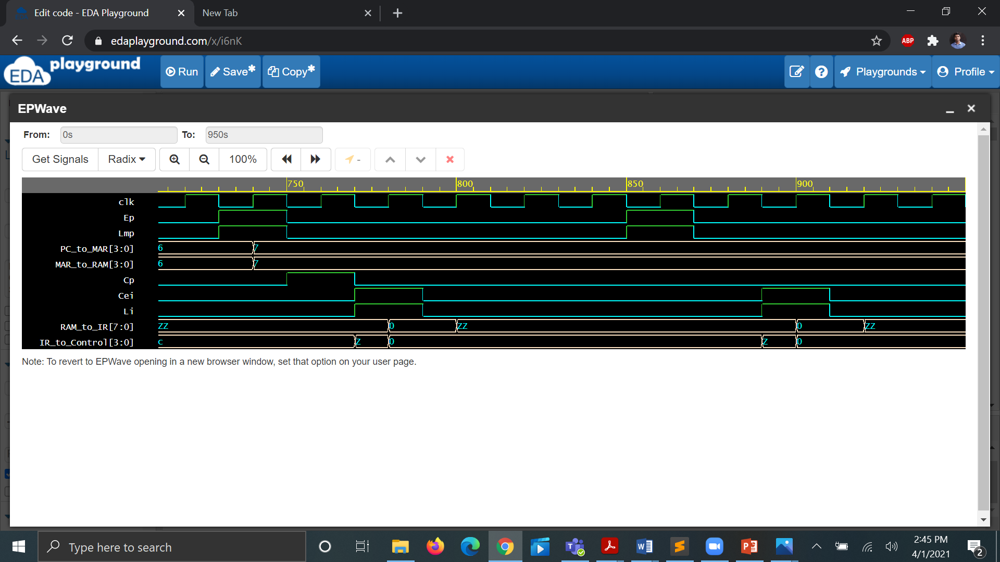 Edit code - EDA Playground
New Tab
edaplayground.com/x/i6nK
ABP
EDA playground
Run
Save*
Copy*
Playgrounds
Profile
EPWave
From: 0s To: 950s
Get Signals Radix 100% -
750 800 850 900
clk
Ep
Lmp
PC_to_MAR[3:0] 6 7
MAR_to_RAM[3:0] 6 7
Cp
Cei
Li
RAM_to_IR[7:0] ZZ 0 ZZ 0 ZZ
IR_to_Control[3:0] c Z 0 Z 0
Note: To revert to EPWave opening in a new browser window, set that option on your user page.
Type here to search
2:45 PM
4/1/2021
2